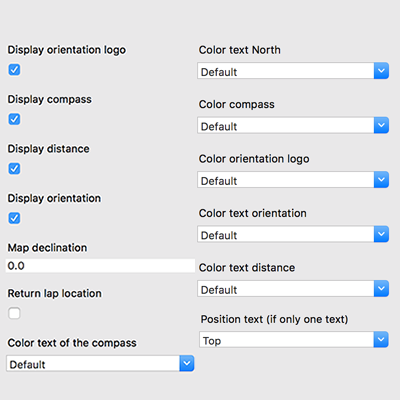 Display orientation logo
Display compass
Display distance
Display orientation
Map declination
0.0
Return lap location
Color text of the compass
Default
Color text North
Default
Color compass
Default
Color orientation logo
Default
Color text orientation
Default
Color text distance
Default
Position text (if only one text)
Top